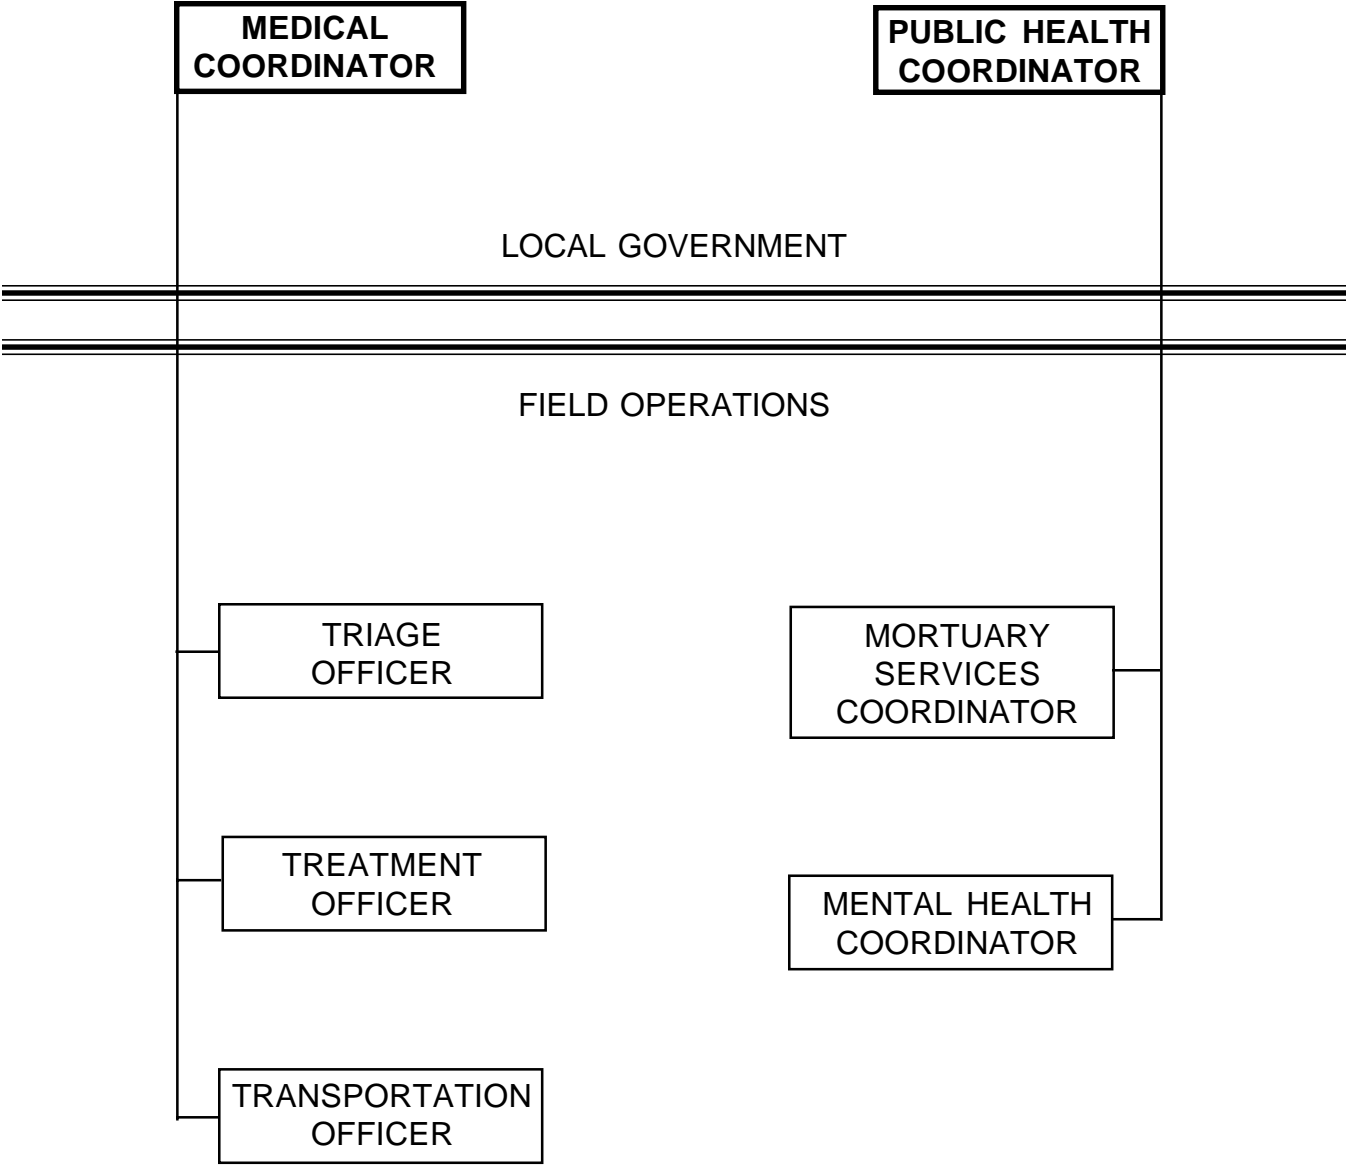 MEDICAL
COORDINATOR
PUBLIC HEALTH
COORDINATOR
LOCAL GOVERNMENT
FIELD OPERATIONS
TRIAGE
OFFICER
MORTUARY
SERVICES
COORDINATOR
TREATMENT
OFFICER
MENTAL HEALTH
COORDINATOR
TRANSPORTATION
OFFICER